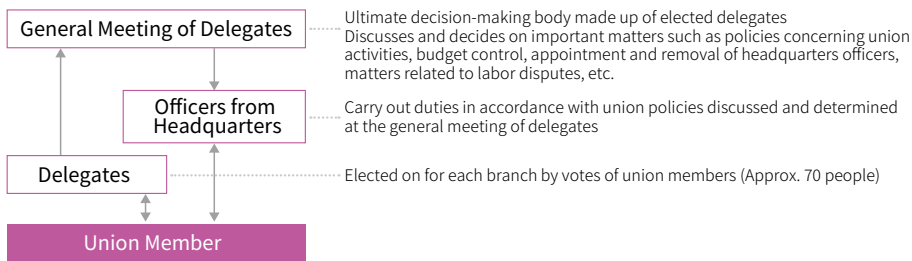 General Meeting of Delegates
Ultimate decision-making body made up of elected delegates
Discusses and decides on important matters such as policies concerning union
activities, budget control, appointment and removal of headquarters officers,
matters related to labor disputes, etc.
Officers from
Headquarters
Carry out duties in accordance with union policies discussed and determined
at the general meeting of delegates
Delegates
Elected on for each branch by votes of union members (Approx. 70 people)
Union Member